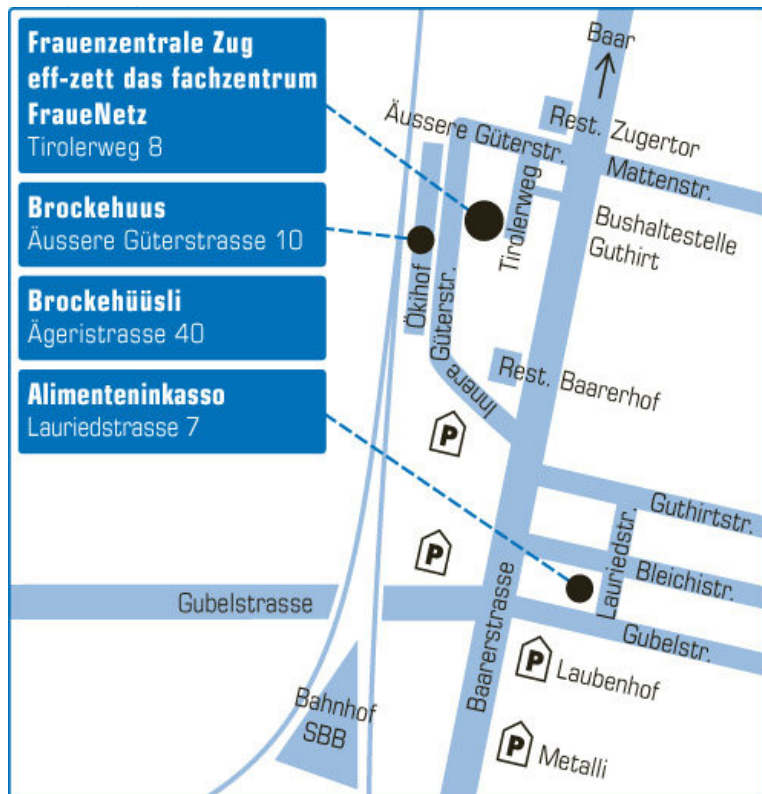 Frauenzentrale Zug
eff-zett das fachzentrum
FraueNetz
Tirolerweg 8
Brockehuus
Äussere Güterstrasse 10
Brockehüüsli
Ägeristrasse 40
Alimenteninkasso
Lauriedstrasse 7
Baar
Rest. Zugertor
Äussere Güterstr.
Mattenstr.
Tirolerweg
Bushaltestelle
Guthirt
Ökihof
Güterstr.
Innere
Rest. Baarerhof
P
Guthirtstr.
P
Lauriedstr.
Bleichistr.
Gubelstrasse
Baarerstrasse
Gubelstr.
P Laubenhof
Bahnhof
SBB
P Metalli